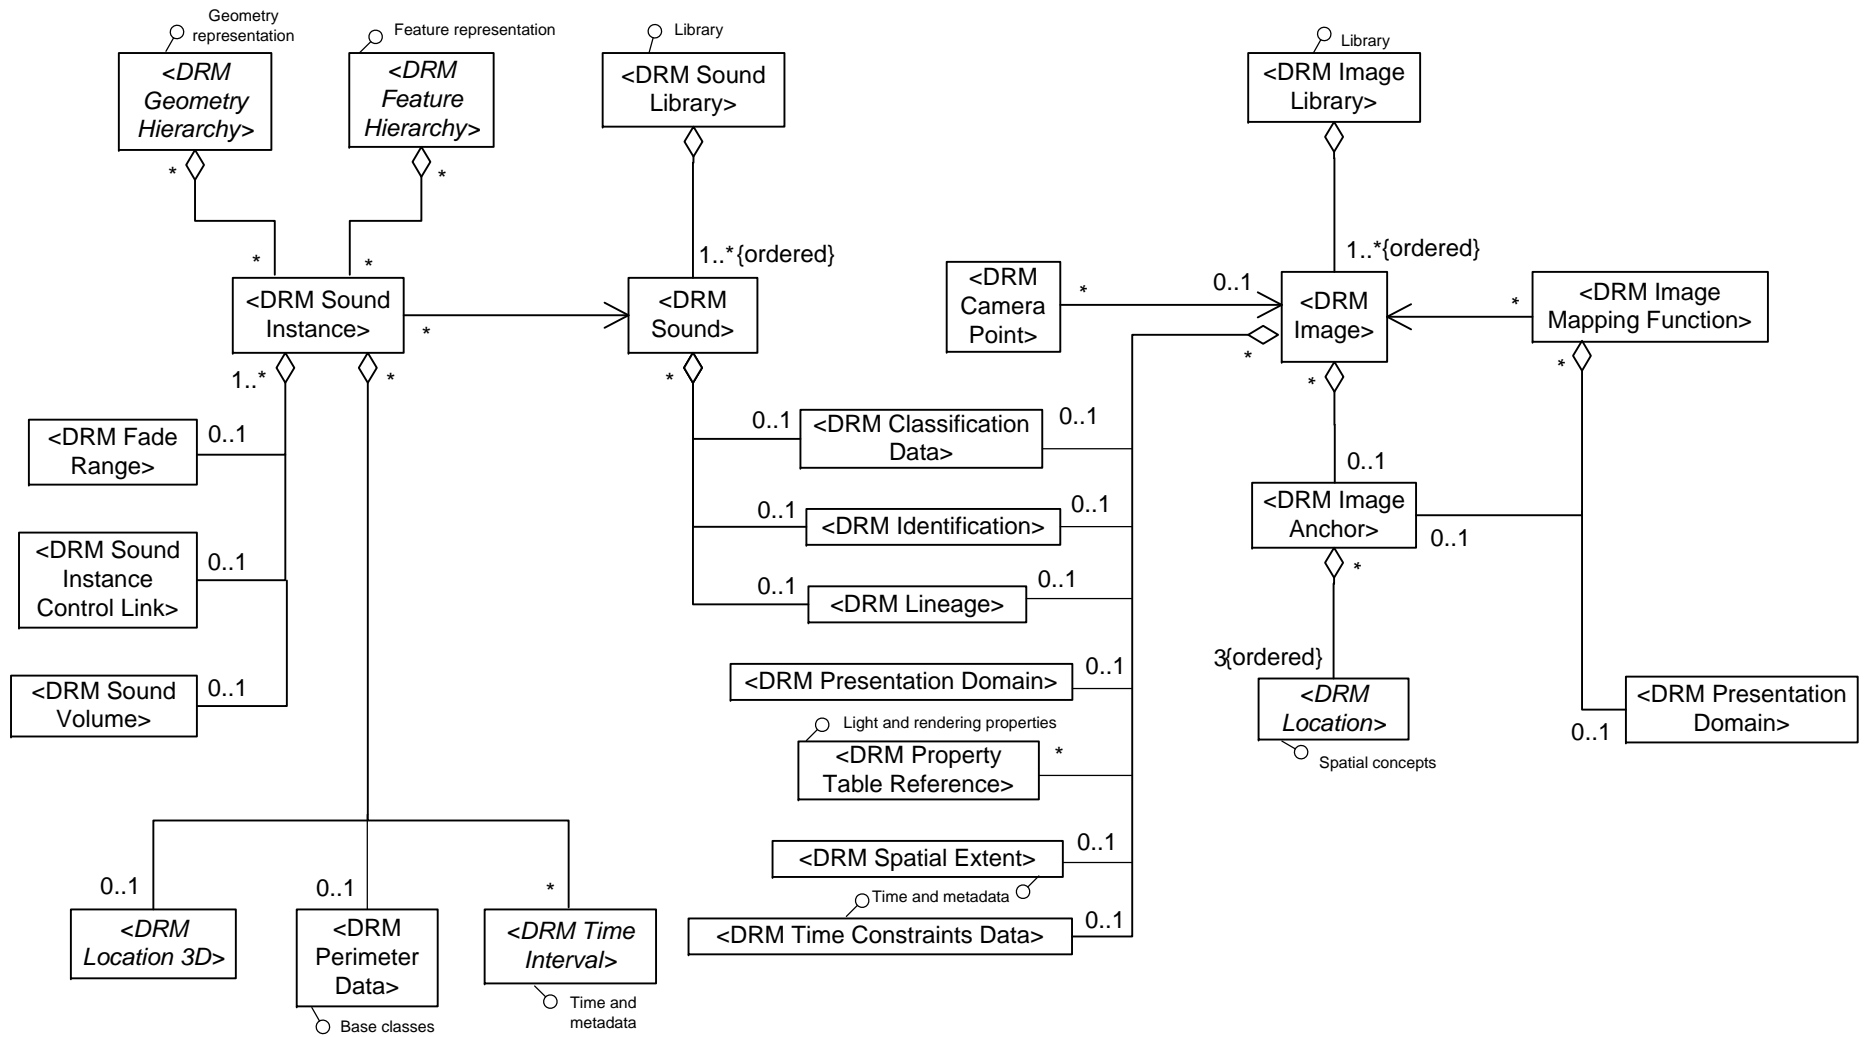 Geometry
representation
Feature representation
Library
Library
<DRM
Geometry
Hierarchy>
<DRM
Feature
Hierarchy>
<DRM Sound
Library>
<DRM Image
Library>
*
*
*
*
1..*{ordered}
1..*{ordered}
<DRM Sound
Instance>
*
<DRM
Sound>
<DRM
Camera
Point>
*
0..1
<DRM
Image>
*
<DRM Image
Mapping Function>
1..*
*
*
*
*
*
<DRM Fade
Range>
0..1
0..1
<DRM Classification
Data>
0..1
0..1
<DRM Image
Anchor>
0..1
<DRM Sound
Instance
Control Link>
0..1
0..1
<DRM Identification>
0..1
*
0..1
<DRM Lineage>
0..1
<DRM Sound
Volume>
0..1
<DRM Presentation Domain>
0..1
3{ordered}
<DRM
Location>
Spatial concepts
0..1
<DRM Presentation
Domain>
Light and rendering properties
<DRM Property
Table Reference>
*
<DRM Spatial Extent>
0..1
Time and metadata
<DRM Time Constraints Data>
0..1
0..1
0..1
*
<DRM
Location 3D>
<DRM
Perimeter
Data>
<DRM Time
Interval>
Base classes
Time and
metadata